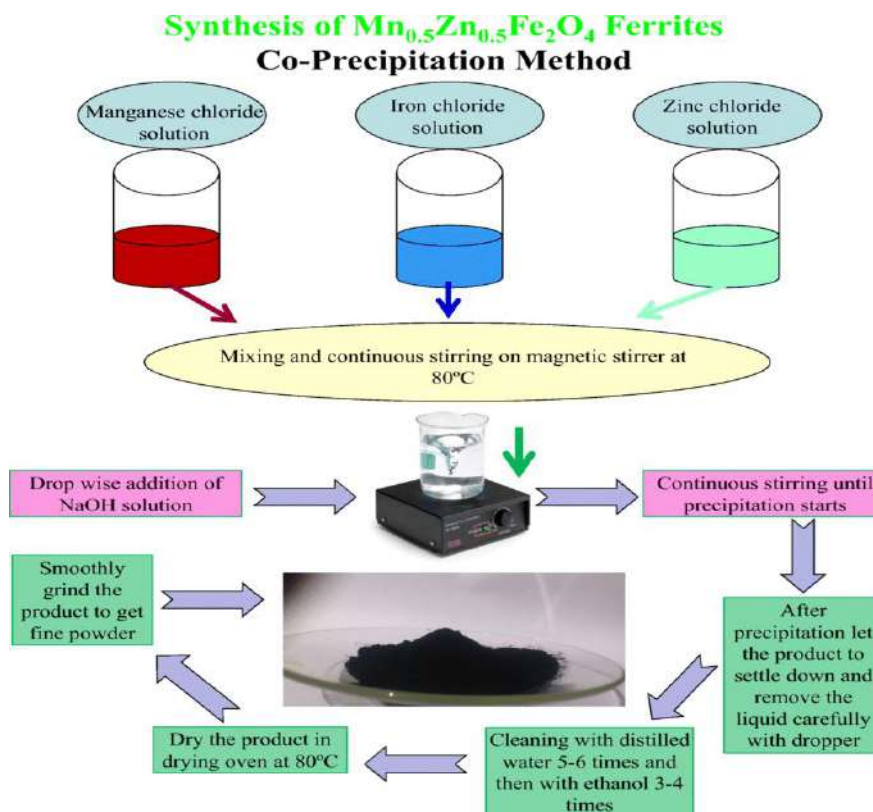 Synthesis of Mn0.5Zn0.5Fe2O4 Ferrites
Co-Precipitation Method
Manganese chloride
solution
Iron chloride
solution
Zinc chloride
solution
Mixing and continuous stirring on magnetic stirrer at
80ºC
Drop wise addition of
NaOH solution
Continuous stirring until
precipitation starts
Smoothly
grind the
product to get
fine powder
After
precipitation let
the product to
settle down and
remove the
liquid carefully
with dropper
Dry the product in
drying oven at 80ºC
Cleaning with distilled
water 5-6 times and
then with ethanol 3-4
times